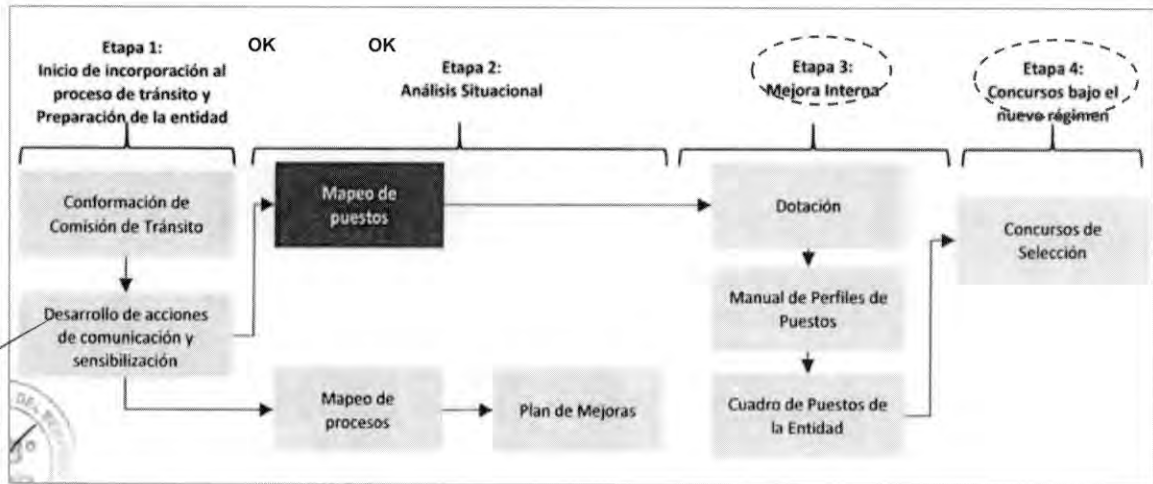 Etapa 1:
Inicio de incorporación al
proceso de tránsito y
Preparación de la entidad
OK
OK
Etapa 2:
Análisis Situacional
Etapa 3:
Mejora Interna
Etapa 4:
Concursos bajo el
nuevo régimen
Conformación de
Comisión de Tránsito
Desarrollo de acciones
de comunicación y
sensibilización
Mapeo de
puestos
Mapeo de
procesos
Plan de Mejoras
Dotación
Manual de Perfiles de
Puestos
Cuadro de Puestos de
la Entidad
Concursos de
Selección